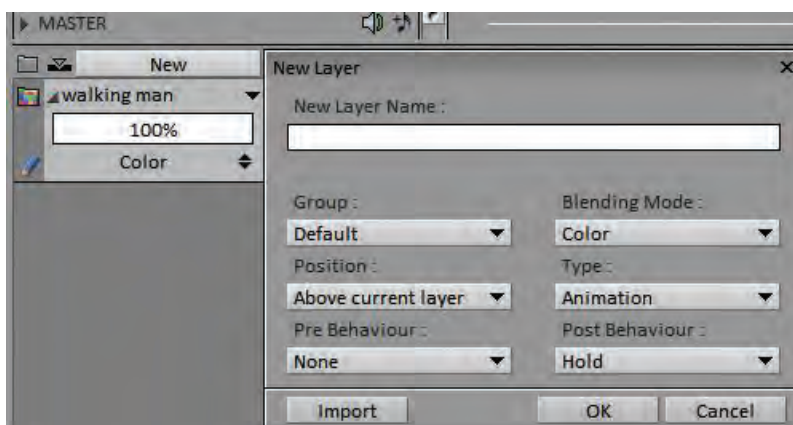 MASTER
New
walking man
100%
Color
New Layer
New Layer Name :
Group :
Blending Mode :
Default
Color
Position :
Type :
Above current layer
Animation
Pre Behaviour :
Post Behaviour :
None
Hold
Import
OK
Cancel